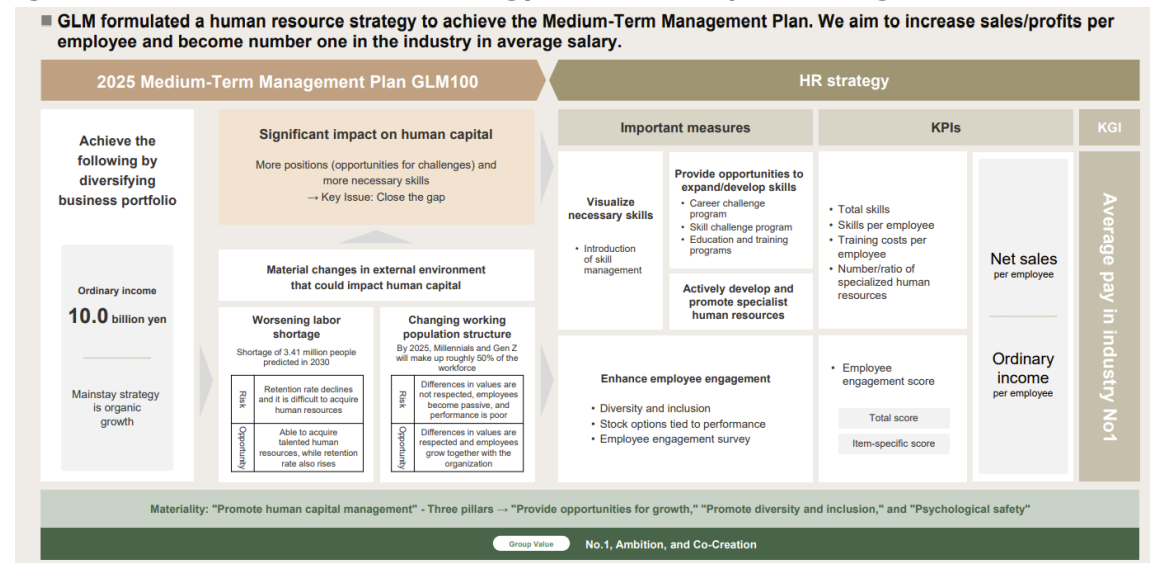 ■ GLM formulated a human resource strategy to achieve the Medium-Term Management Plan. We aim to increase sales/profits per
employee and become number one in the industry in average salary.
2025 Medium-Term Management Plan GLM100
HR strategy
Achieve the
following by
diversifying
business portfolio
Ordinary income
10.0 billion yen
Mainstay strategy
is organic
growth
Significant impact on human capital
More positions (opportunities for challenges) and
more necessary skills
→ Key Issue: Close the gap
Material changes in external environment
that could impact human capital
Worsening labor
shortage
Shortage of 3.41 million people
predicted in 2030
Risk
Retention rate declines
and it is difficult to acquire
human resources
Opportunity
Able to acquire
talented human
resources, while retention
rate also rises
Changing working
population structure
By 2025, Millennials and Gen Z
will make up roughly 50% of the
workforce
Risk
Differences in values are
not respected, employees
become passive, and
performance is poor
Opportunity
Differences in values are
respected and employees
grow together with the
organization
Important measures
KPIs
KGI
Visualize
necessary skills
• Introduction
of skill
management
Provide opportunities to
expand/develop skills
• Career challenge
program
• Skill challenge program
• Education and training
programs
Actively develop and
promote specialist
human resources
• Total skills
• Skills per employee
• Training costs per
employee
• Number/ratio of
specialized human
resources
Enhance employee engagement
• Diversity and inclusion
• Stock options tied to performance
• Employee engagement survey
• Employee
engagement score
Total score
Item-specific score
Net sales
per employee
Ordinary
income
per employee
Average pay in industry No1
Materiality: "Promote human capital management" - Three pillars → "Provide opportunities for growth," "Promote diversity and inclusion," and "Psychological safety"
Group Value
No.1, Ambition, and Co-Creation